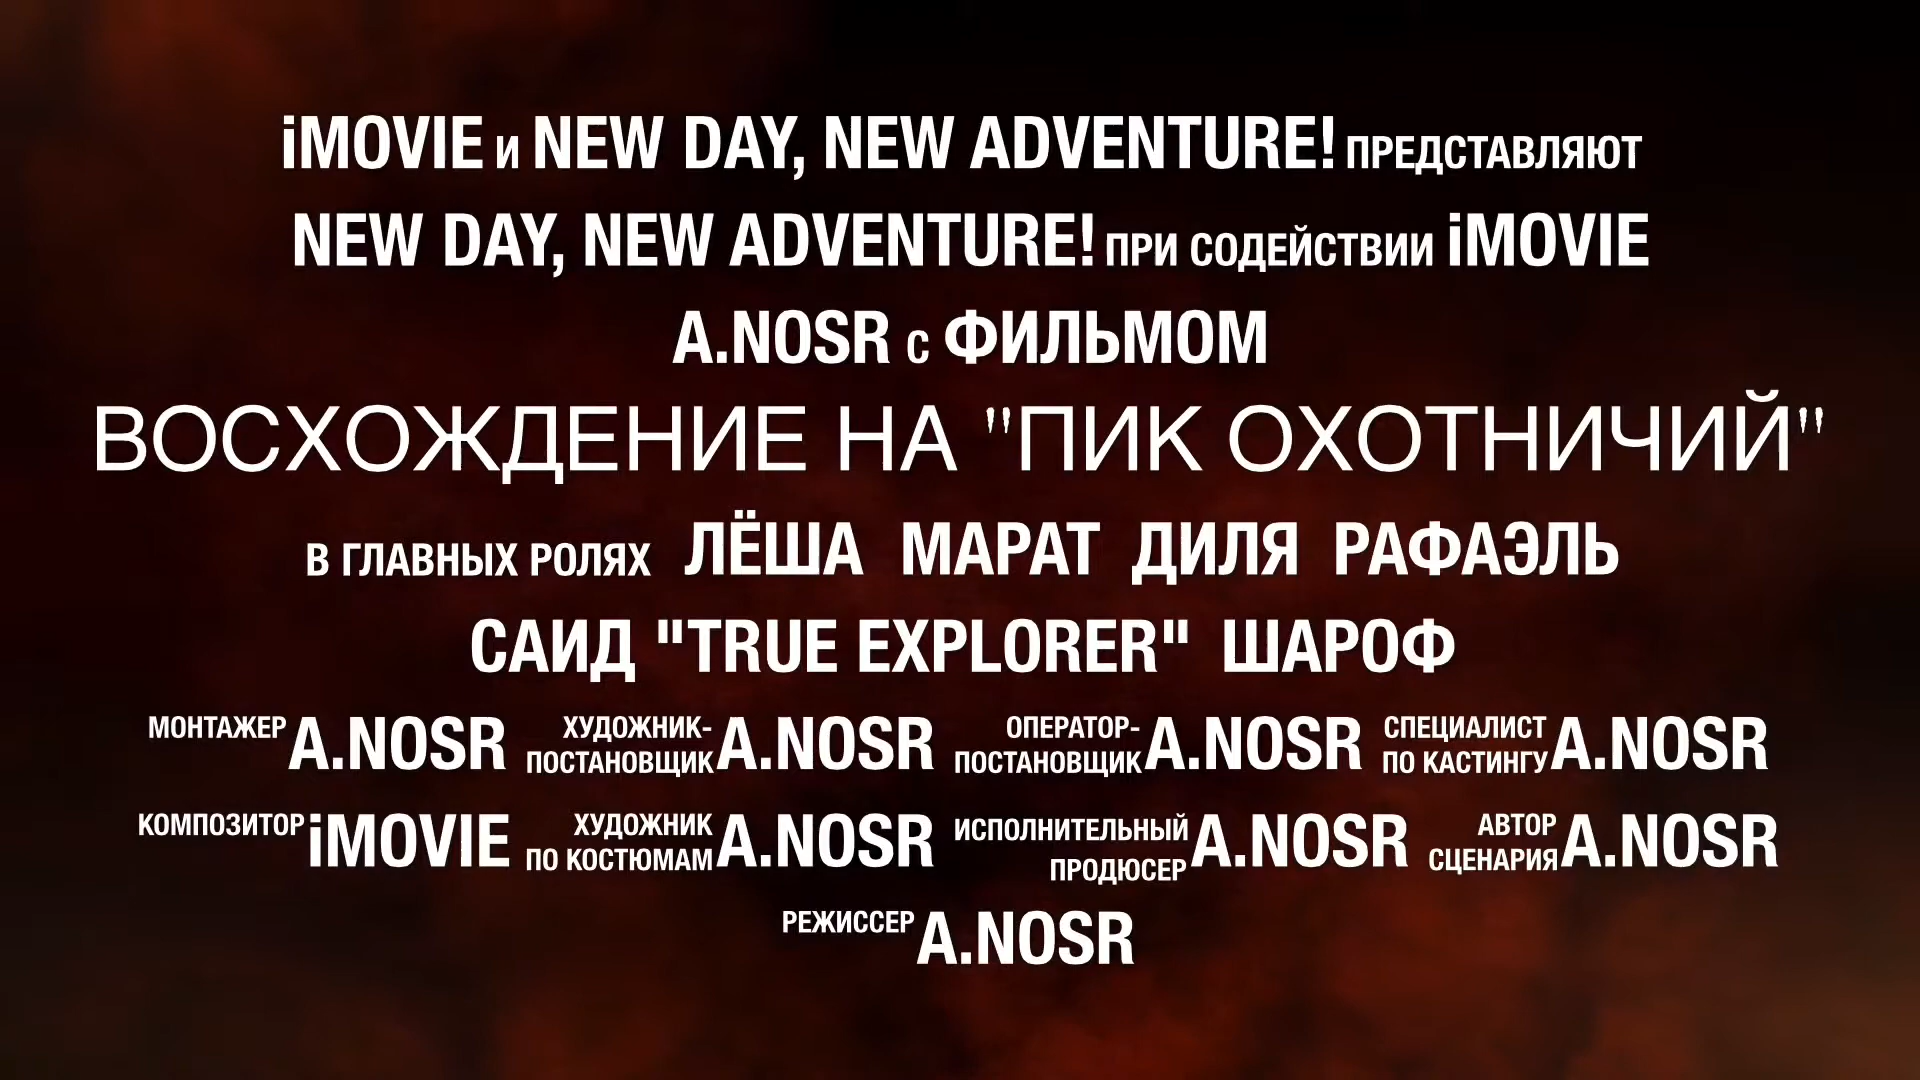 iMOVIE и NEW DAY, NEW ADVENTURE! ПРЕДСТАВЛЯЮТ
NEW DAY, NEW ADVENTURE! ПРИ СОДЕЙСТВИИ iMOVIE
A.NOSR С ФИЛЬМОМ
ВОСХОЖДЕНИЕ НА "ПИК ОХОТНИЧИЙ"
В ГЛАВНЫХ РОЛЯХ ЛЁША МАРАТ ДИЛЯ РАФАЭЛЬ
САИД "TRUE EXPLORER" ШАРОФ
МОНТАЖЕР A.NOSR ХУДОЖНИК-ПОСТАНОВЩИК A.NOSR ОПЕРАТОР-ПОСТАНОВЩИК A.NOSR СПЕЦИАЛИСТ ПО КАСТИНГУ A.NOSR
КОМПОЗИТОР iMOVIE ХУДОЖНИК ПО КОСТЮМАМ A.NOSR ИСПОЛНИТЕЛЬНЫЙ ПРОДЮСЕР A.NOSR АВТОР СЦЕНАРИЯ A.NOSR
РЕЖИССЕР A.NOSR